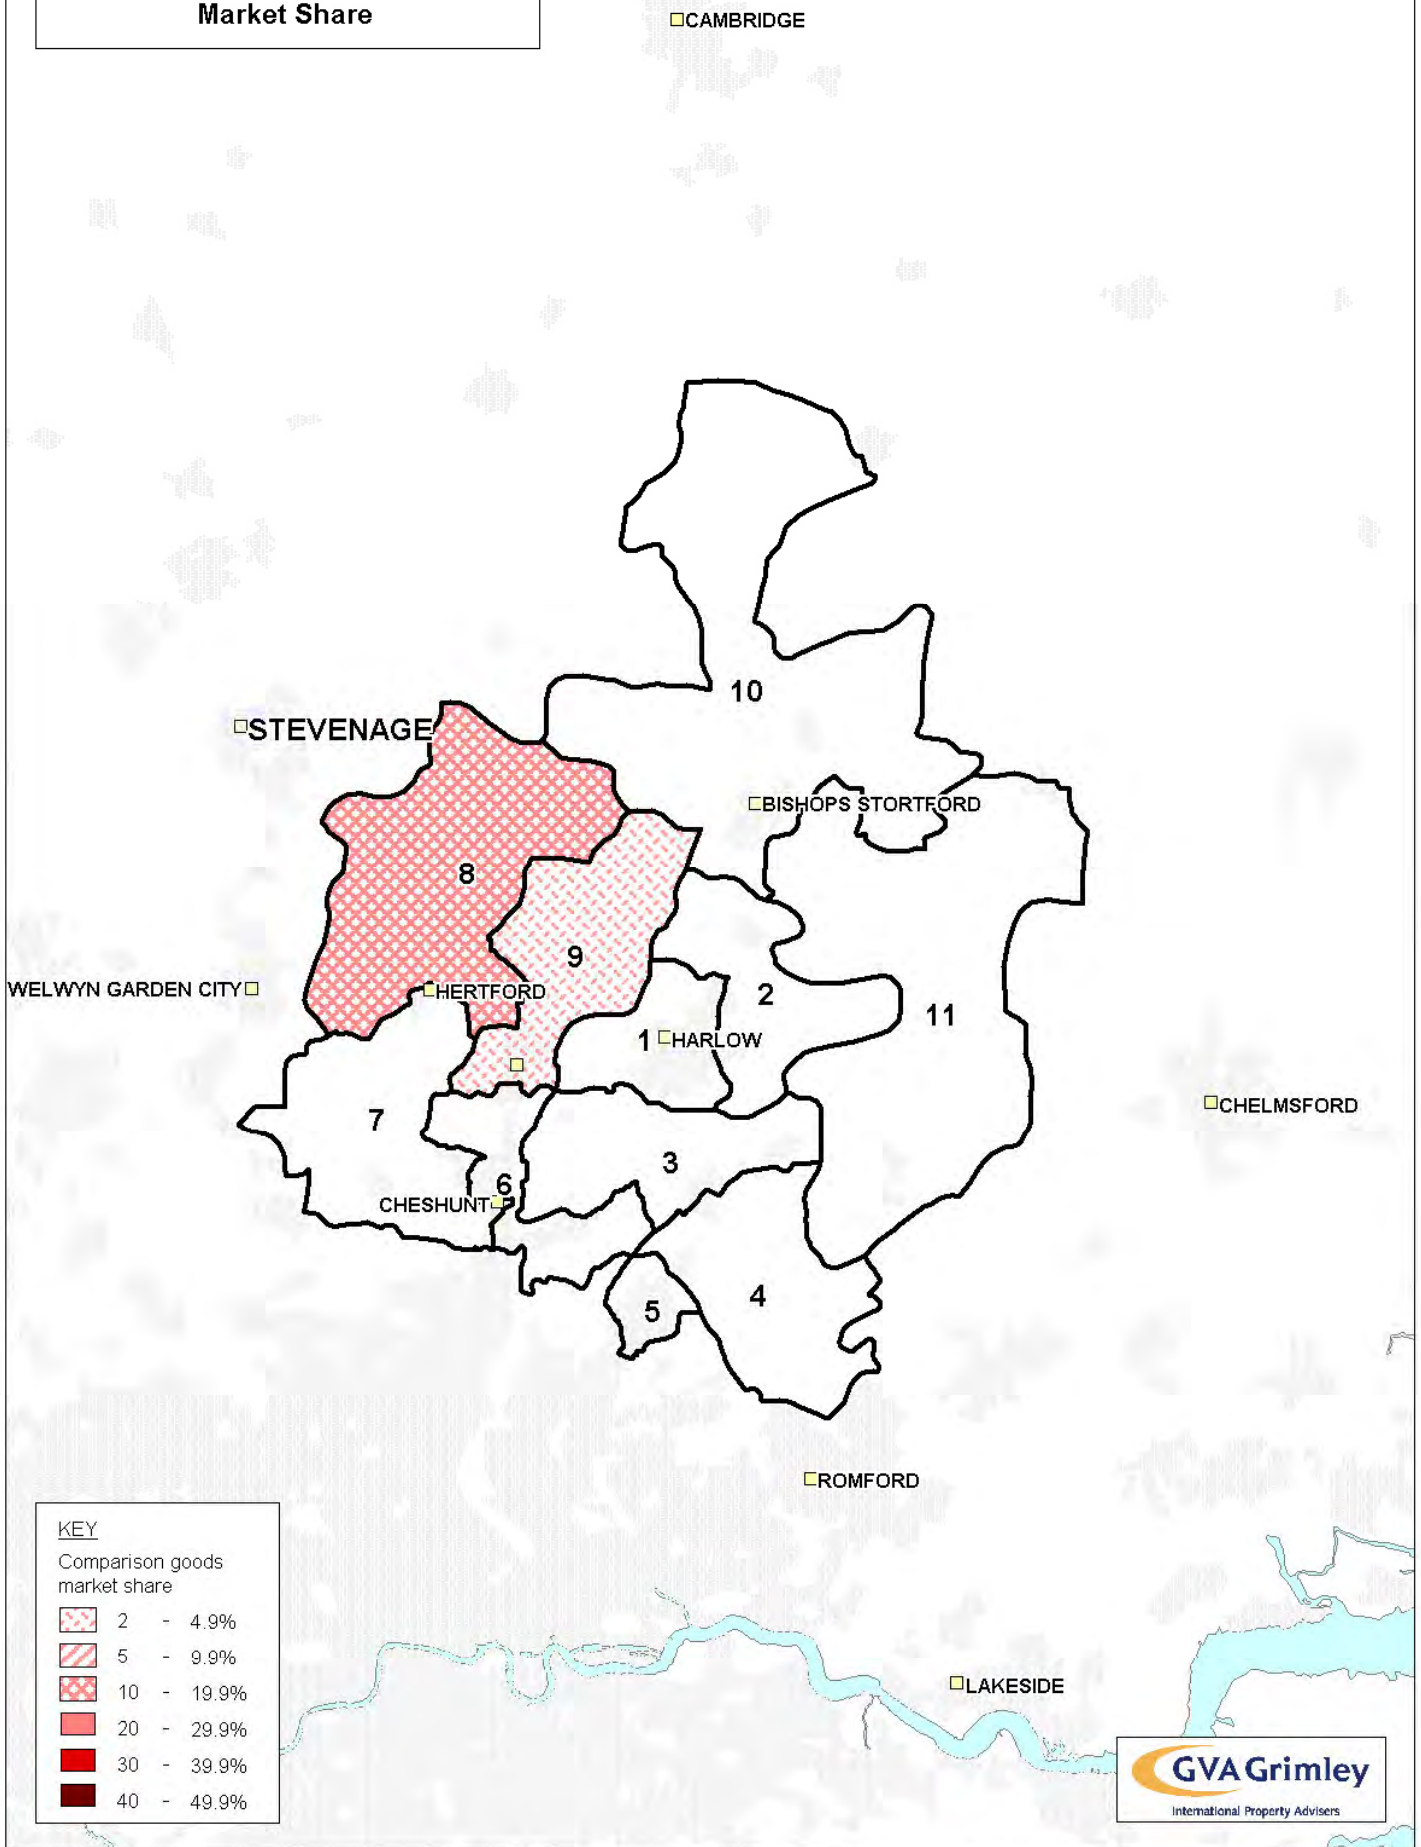 Market Share
CAMBRIDGE
10
STEVENAGE
BISHOPS STORTFORD
8
9
WELWYN GARDEN CITY
HERTFORD
2
11
1
HARLOW
CHELMSFORD
7
3
6
CHESHUNT
4
5
ROMFORD
KEY
Comparison goods
market share
2 - 4.9%
5 - 9.9%
10 - 19.9%
20 - 29.9%
30 - 39.9%
40 - 49.9%
LAKESIDE
GVA Grimley
International Property Advisers